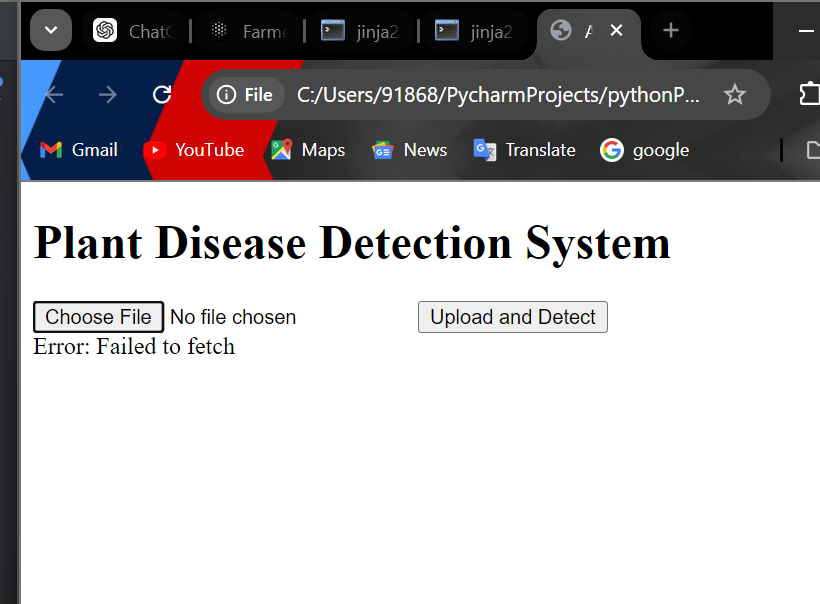 ChatG Farme jinja2 jinja2 A
File C:/Users/91868/PycharmProjects/pythonP...
Gmail YouTube Maps News Translate google
Plant Disease Detection System
Choose File No file chosen Upload and Detect
Error: Failed to fetch